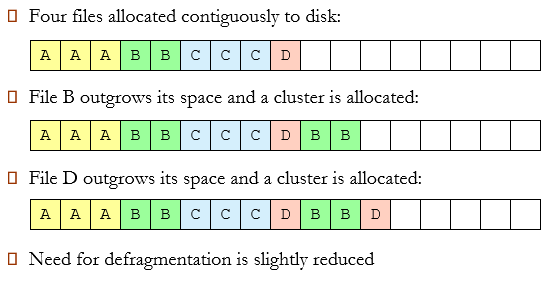 Four files allocated contiguously to disk:
A A A B B C C C D
File B outgrows its space and a cluster is allocated:
A A A B B C C C D B B
File D outgrows its space and a cluster is allocated:
A A A B B C C C D B B D
Need for defragmentation is slightly reduced